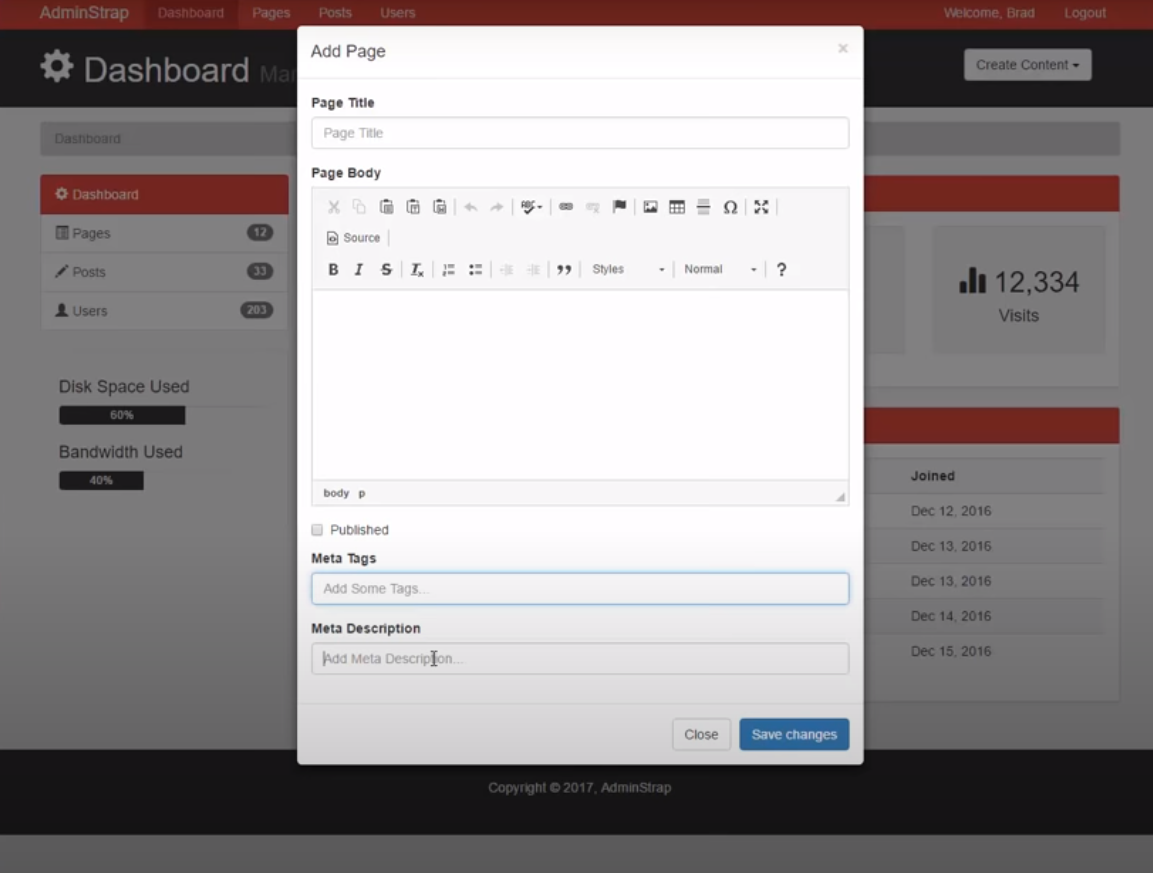 AdminStrap Dashboard Pages Posts Users Welcome, Brad Logout
Dashboard Mar
Create Content
Dashboard
Dashboard
Pages 12
Posts 33
Users 203
Disk Space Used
60%
Bandwidth Used
40%
Add Page ×
Page Title
Page Title
Page Body
ABC
Source
B I S Tx Styles Normal ?
body p
Published
Meta Tags
Add Some Tags...
Meta Description
Add Meta Description...
Close Save changes
12,334
Visits
Joined
Dec 12, 2016
Dec 13, 2016
Dec 13, 2016
Dec 14, 2016
Dec 15, 2016
Copyright © 2017, AdminStrap